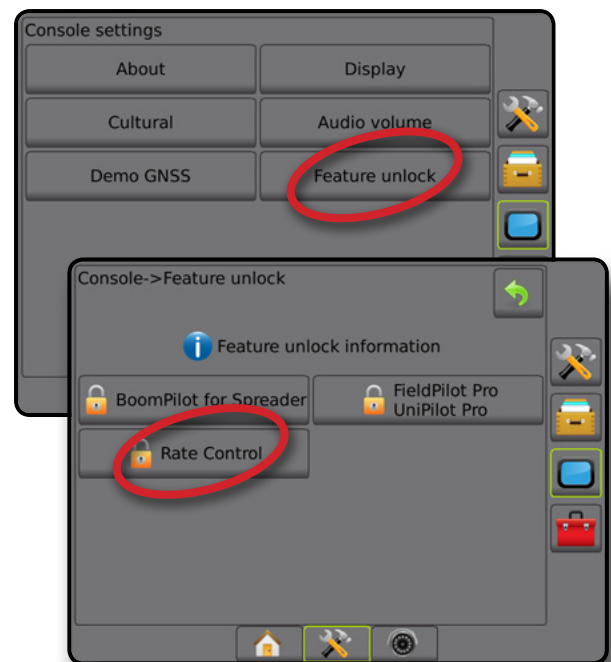 Console settings
About
Display
Cultural
Audio volume
Demo GNSS
Feature unlock
Console->Feature unlock
Feature unlock information
BoomPilot for Spreader
FieldPilot Pro
UniPilot Pro
Rate Control